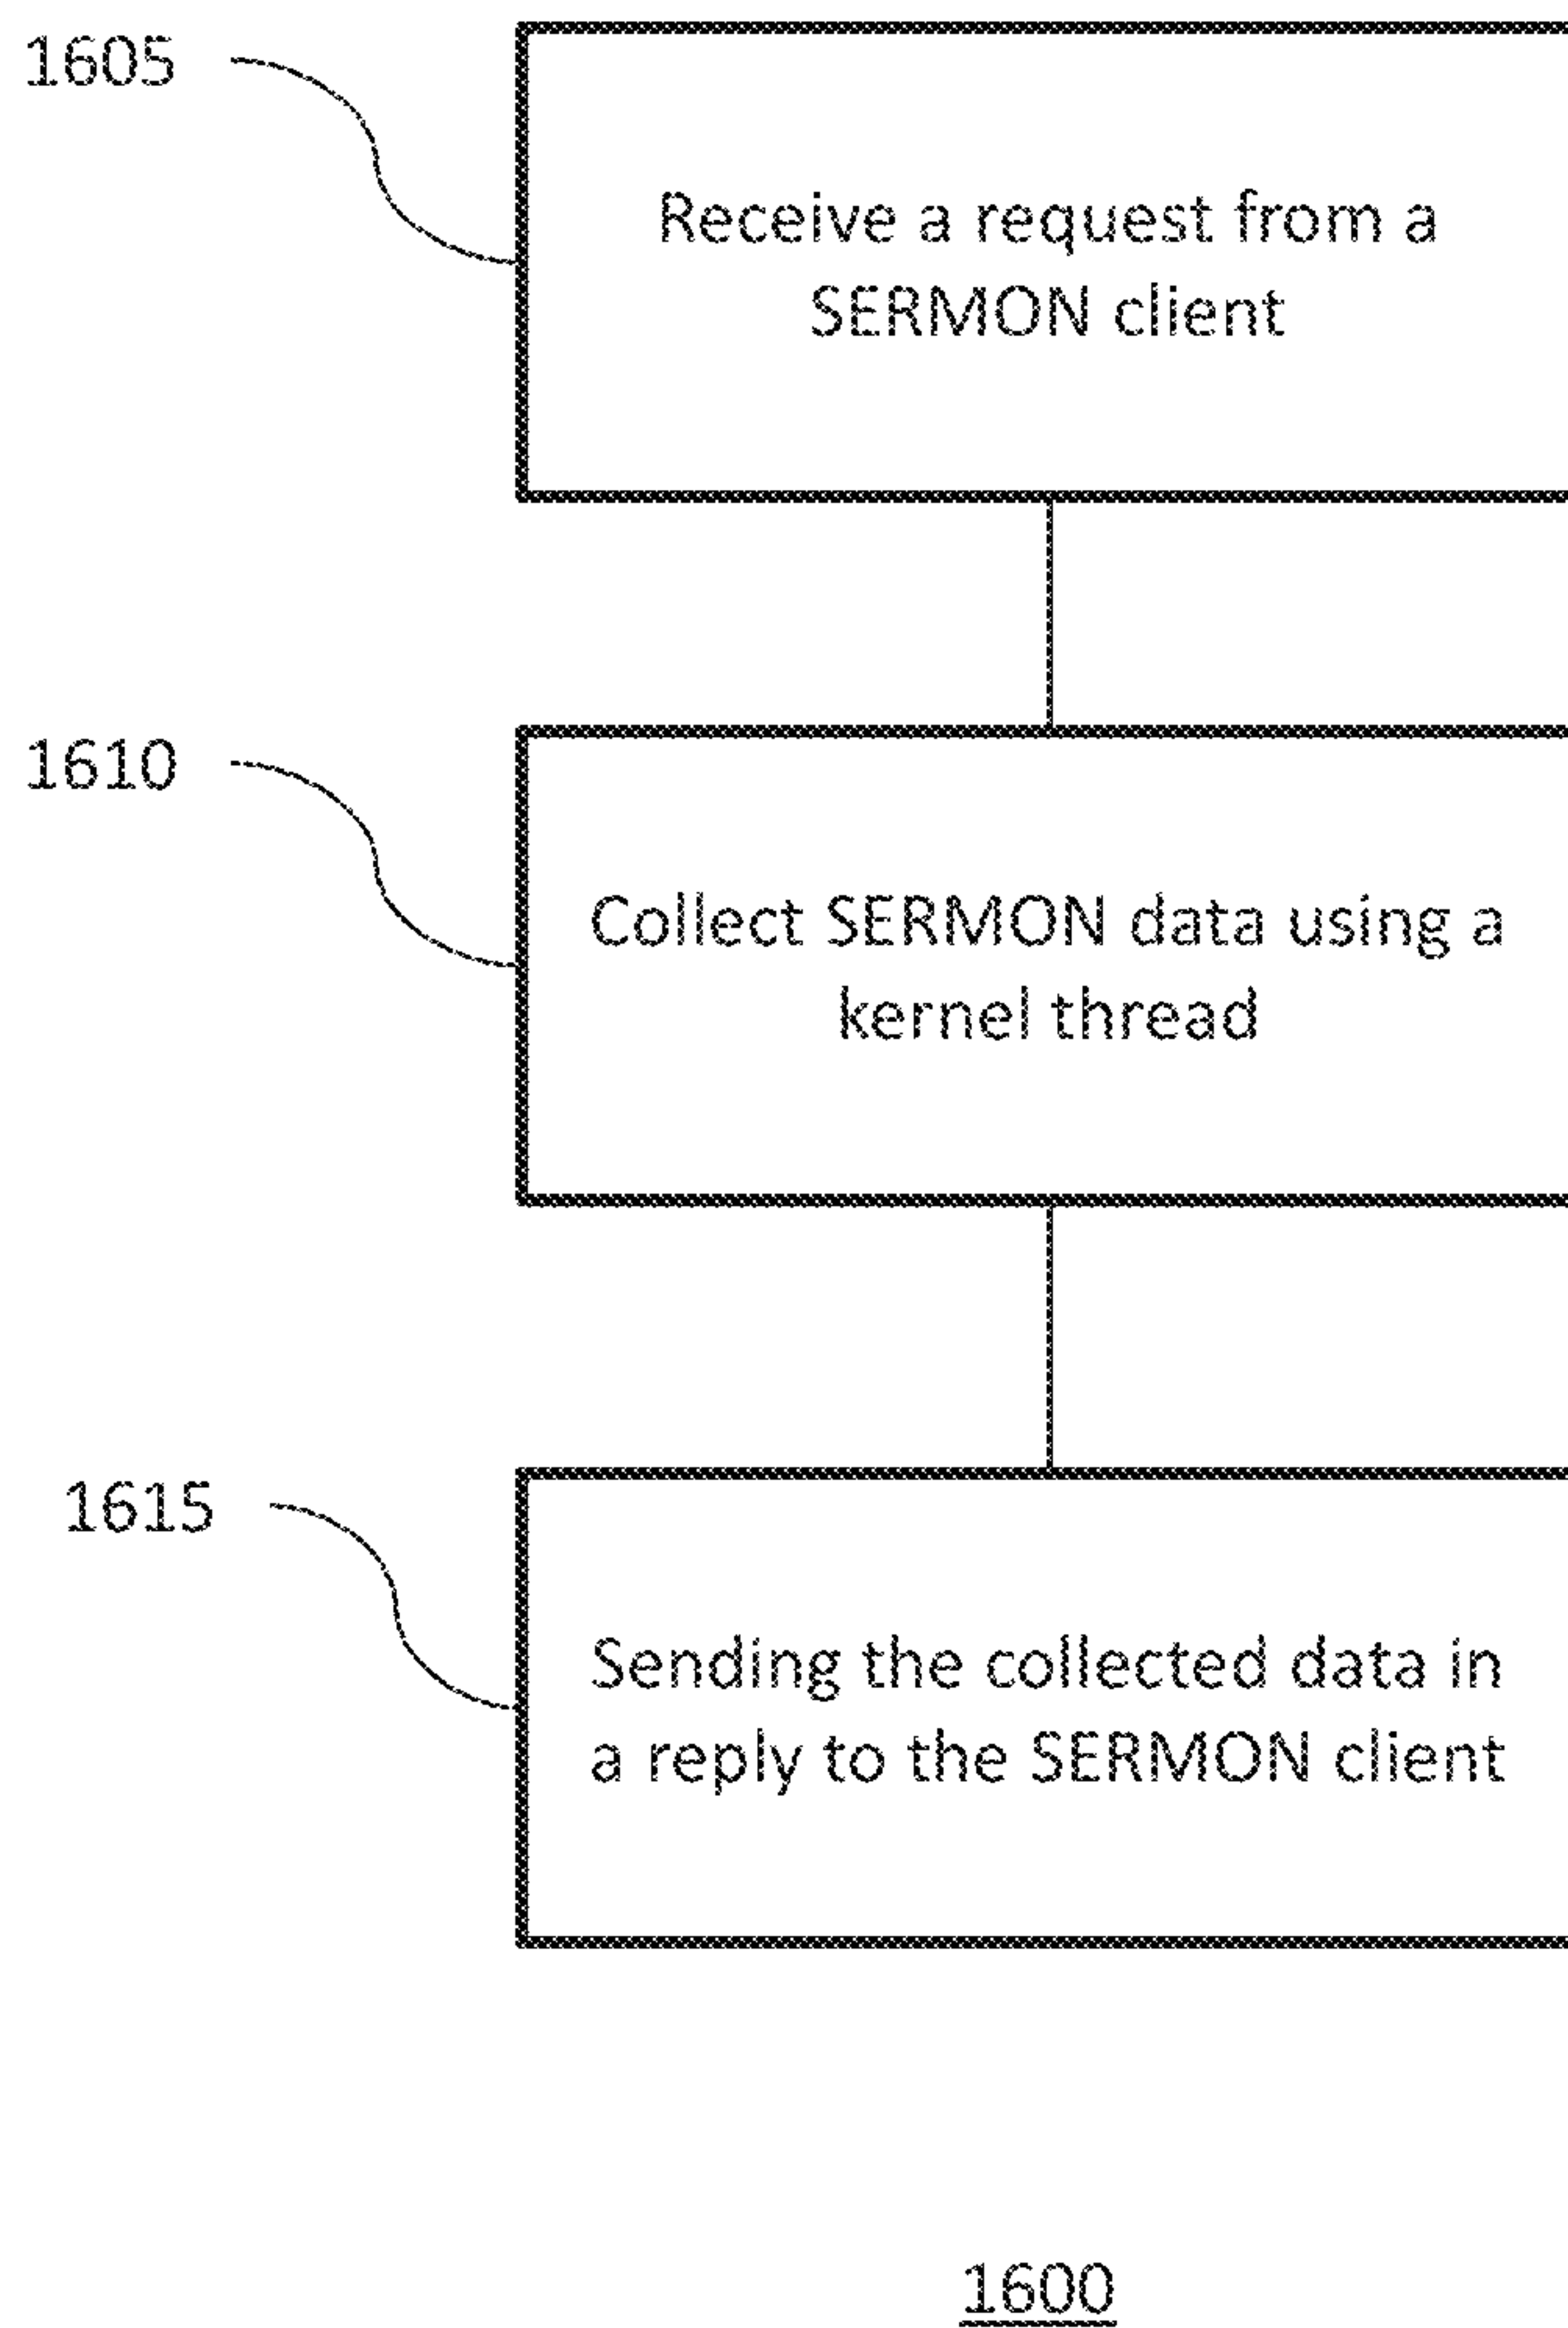 1605
Receive a request from a
SERMON client
1610
Collect SERMON data using a
kernel thread
1615
Sending the collected data in
a reply to the SERMON client
1600